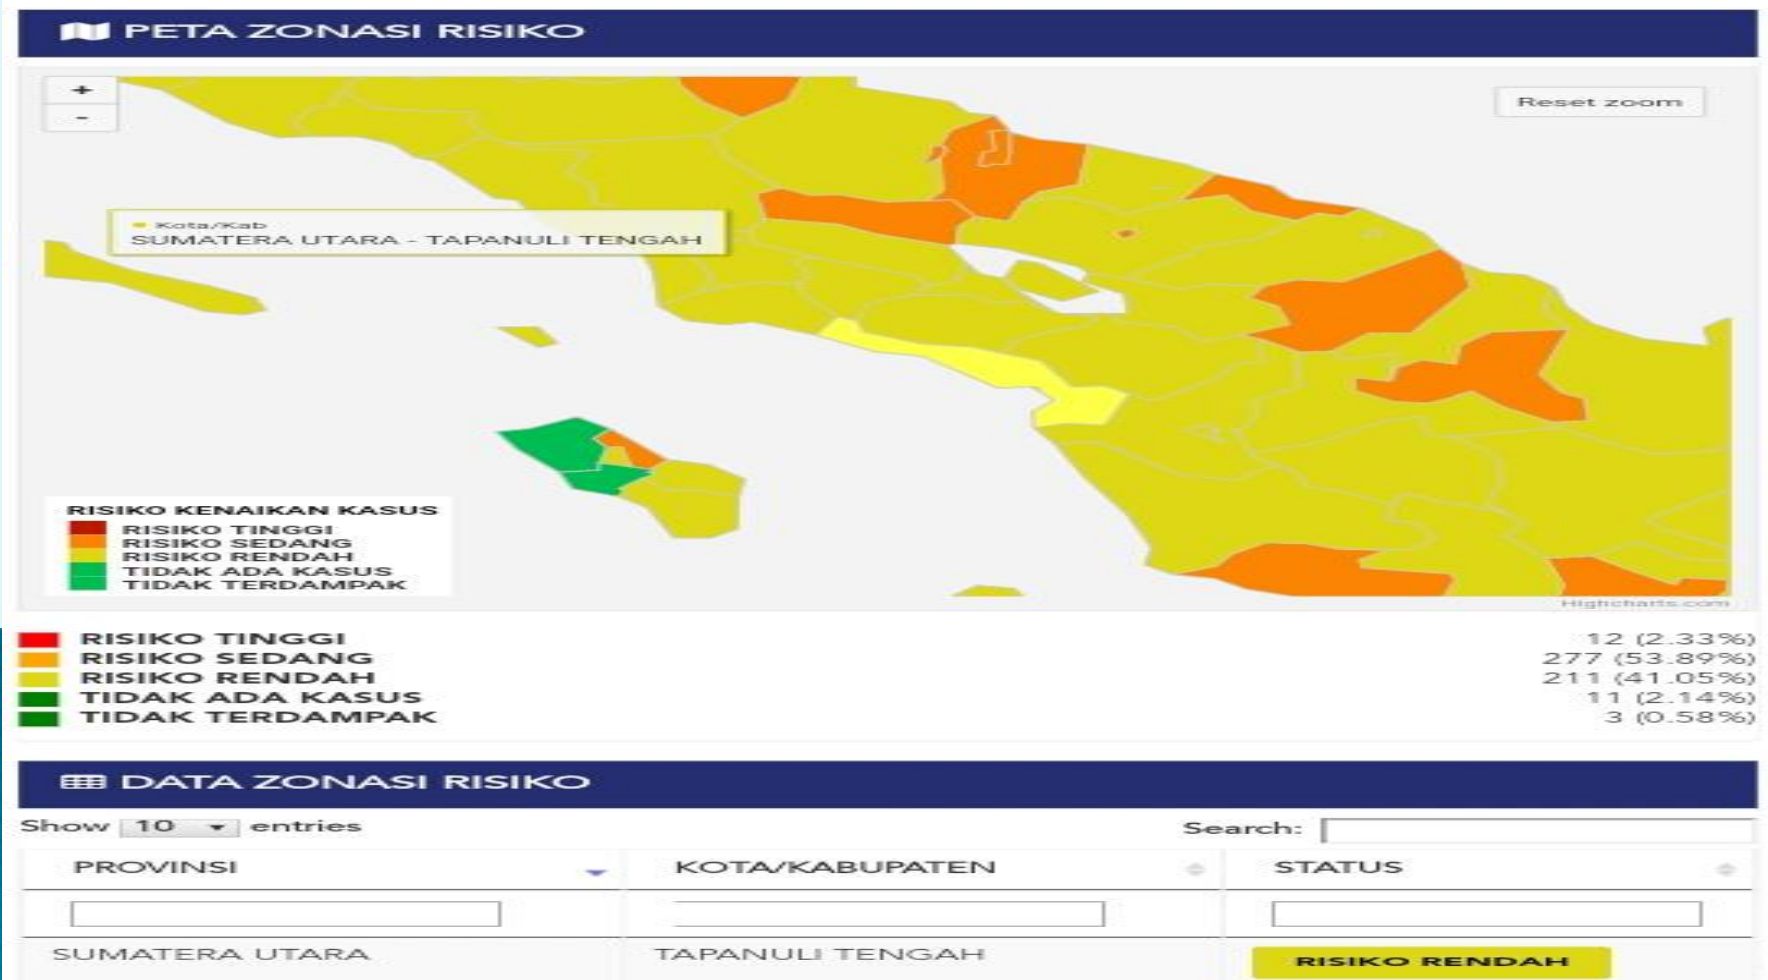 PETA ZONASI RISIKO
+
-
Reset zoom
Kota/Kab
SUMATERA UTARA - TAPANULI TENGAH
RISIKO KENAIKAN KASUS
RISIKO TINGGI
RISIKO SEDANG
RISIKO RENDAH
TIDAK ADA KASUS
TIDAK TERDAMPAK
Highcharts.com
RISIKO TINGGI 12 (2.33%)
RISIKO SEDANG 277 (53.89%)
RISIKO RENDAH 211 (41.05%)
TIDAK ADA KASUS 11 (2.14%)
TIDAK TERDAMPAK 3 (0.58%)
DATA ZONASI RISIKO
Show 10 entries Search:
PROVINSI KOTA/KABUPATEN STATUS
SUMATERA UTARA TAPANULI TENGAH RISIKO RENDAH